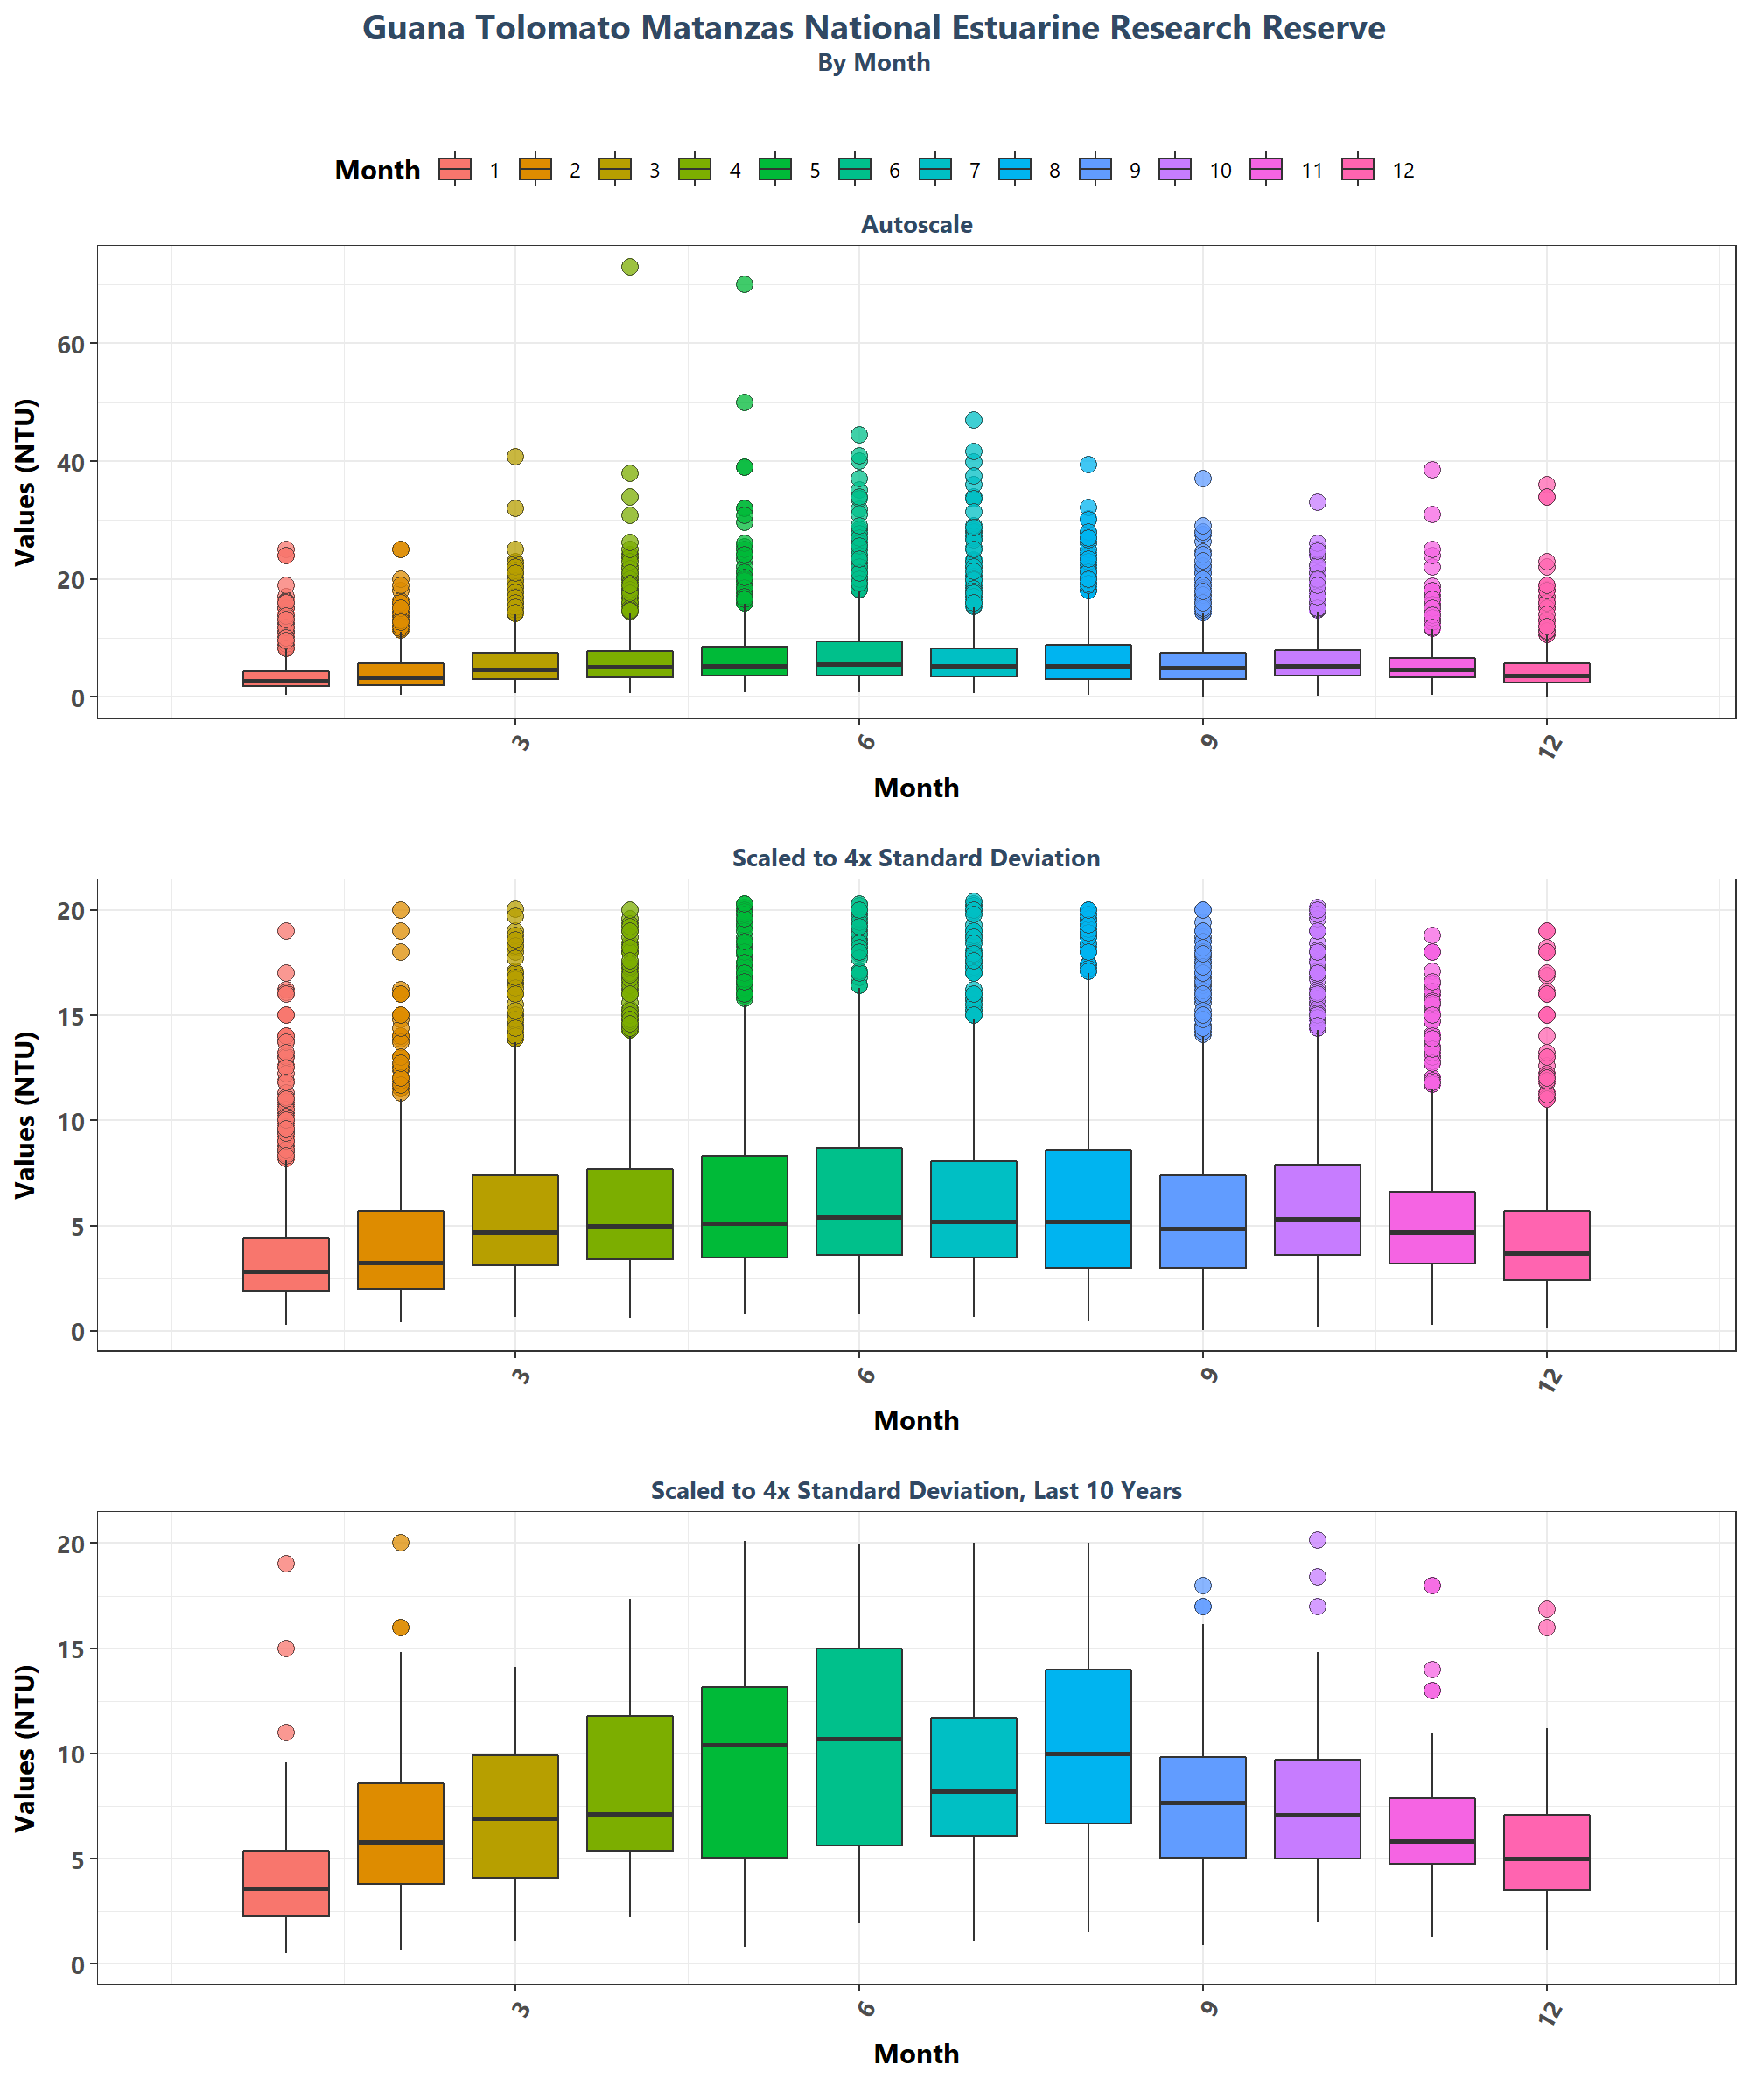 Guana Tolomato Matanzas National Estuarine Research Reserve
By Month
Month 1 2 3 4 5 6 7 8 9 10 11 12
Autoscale
Values (NTU)
60
40
20
0
3 6 9 12
Month
Scaled to 4x Standard Deviation
Values (NTU)
20
15
10
5
0
3 6 9 12
Month
Scaled to 4x Standard Deviation, Last 10 Years
Values (NTU)
20
15
10
5
0
3 6 9 12
Month